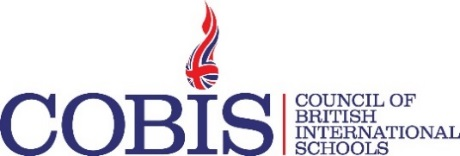 COBIS
COUNCIL OF
BRITISH
INTERNATIONAL
SCHOOLS